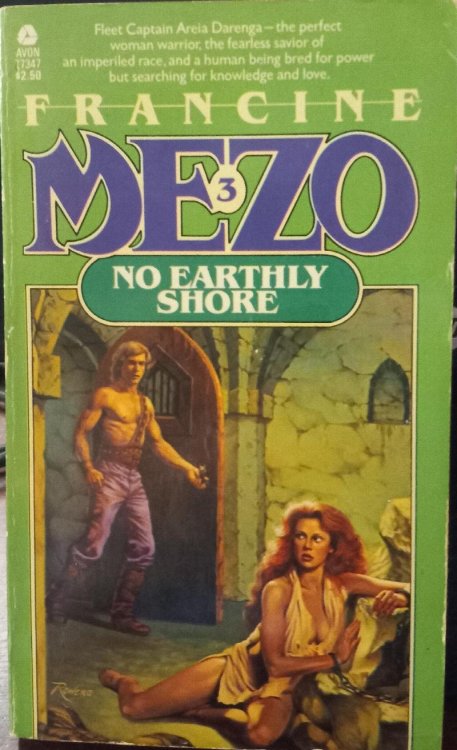 Fleet Captain Areia Darenga—the perfect
woman warrior, the fearless savior of
an imperiled race, and a human being bred for power
but searching for knowledge and love.
AVON
77347
$2.50
FRANCINE
MEZO
3
NO EARTHLY
SHORE
ROMERO